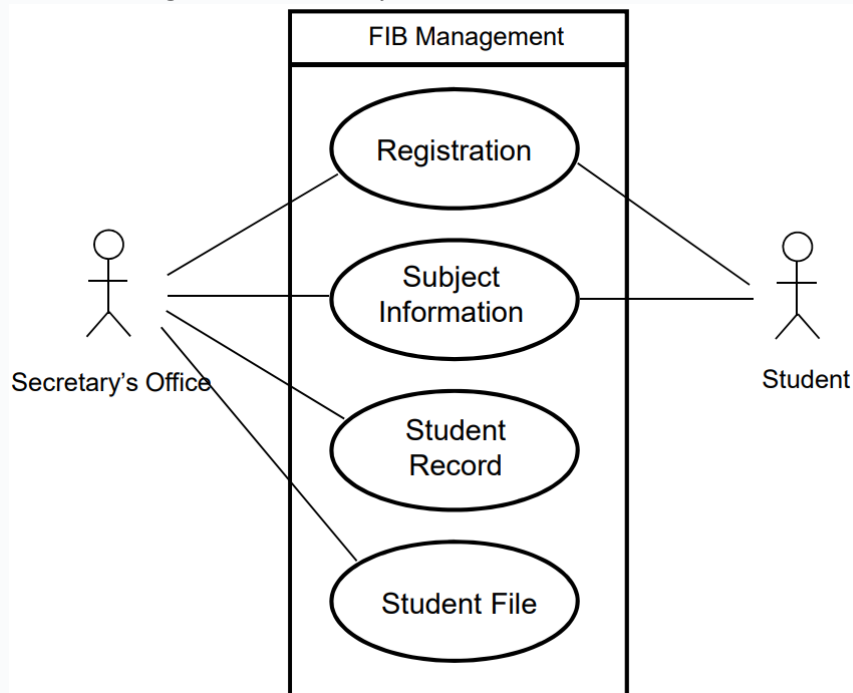 FIB Management
Registration
Subject
Information
Secretary’s Office
Student
Student
Record
Student File